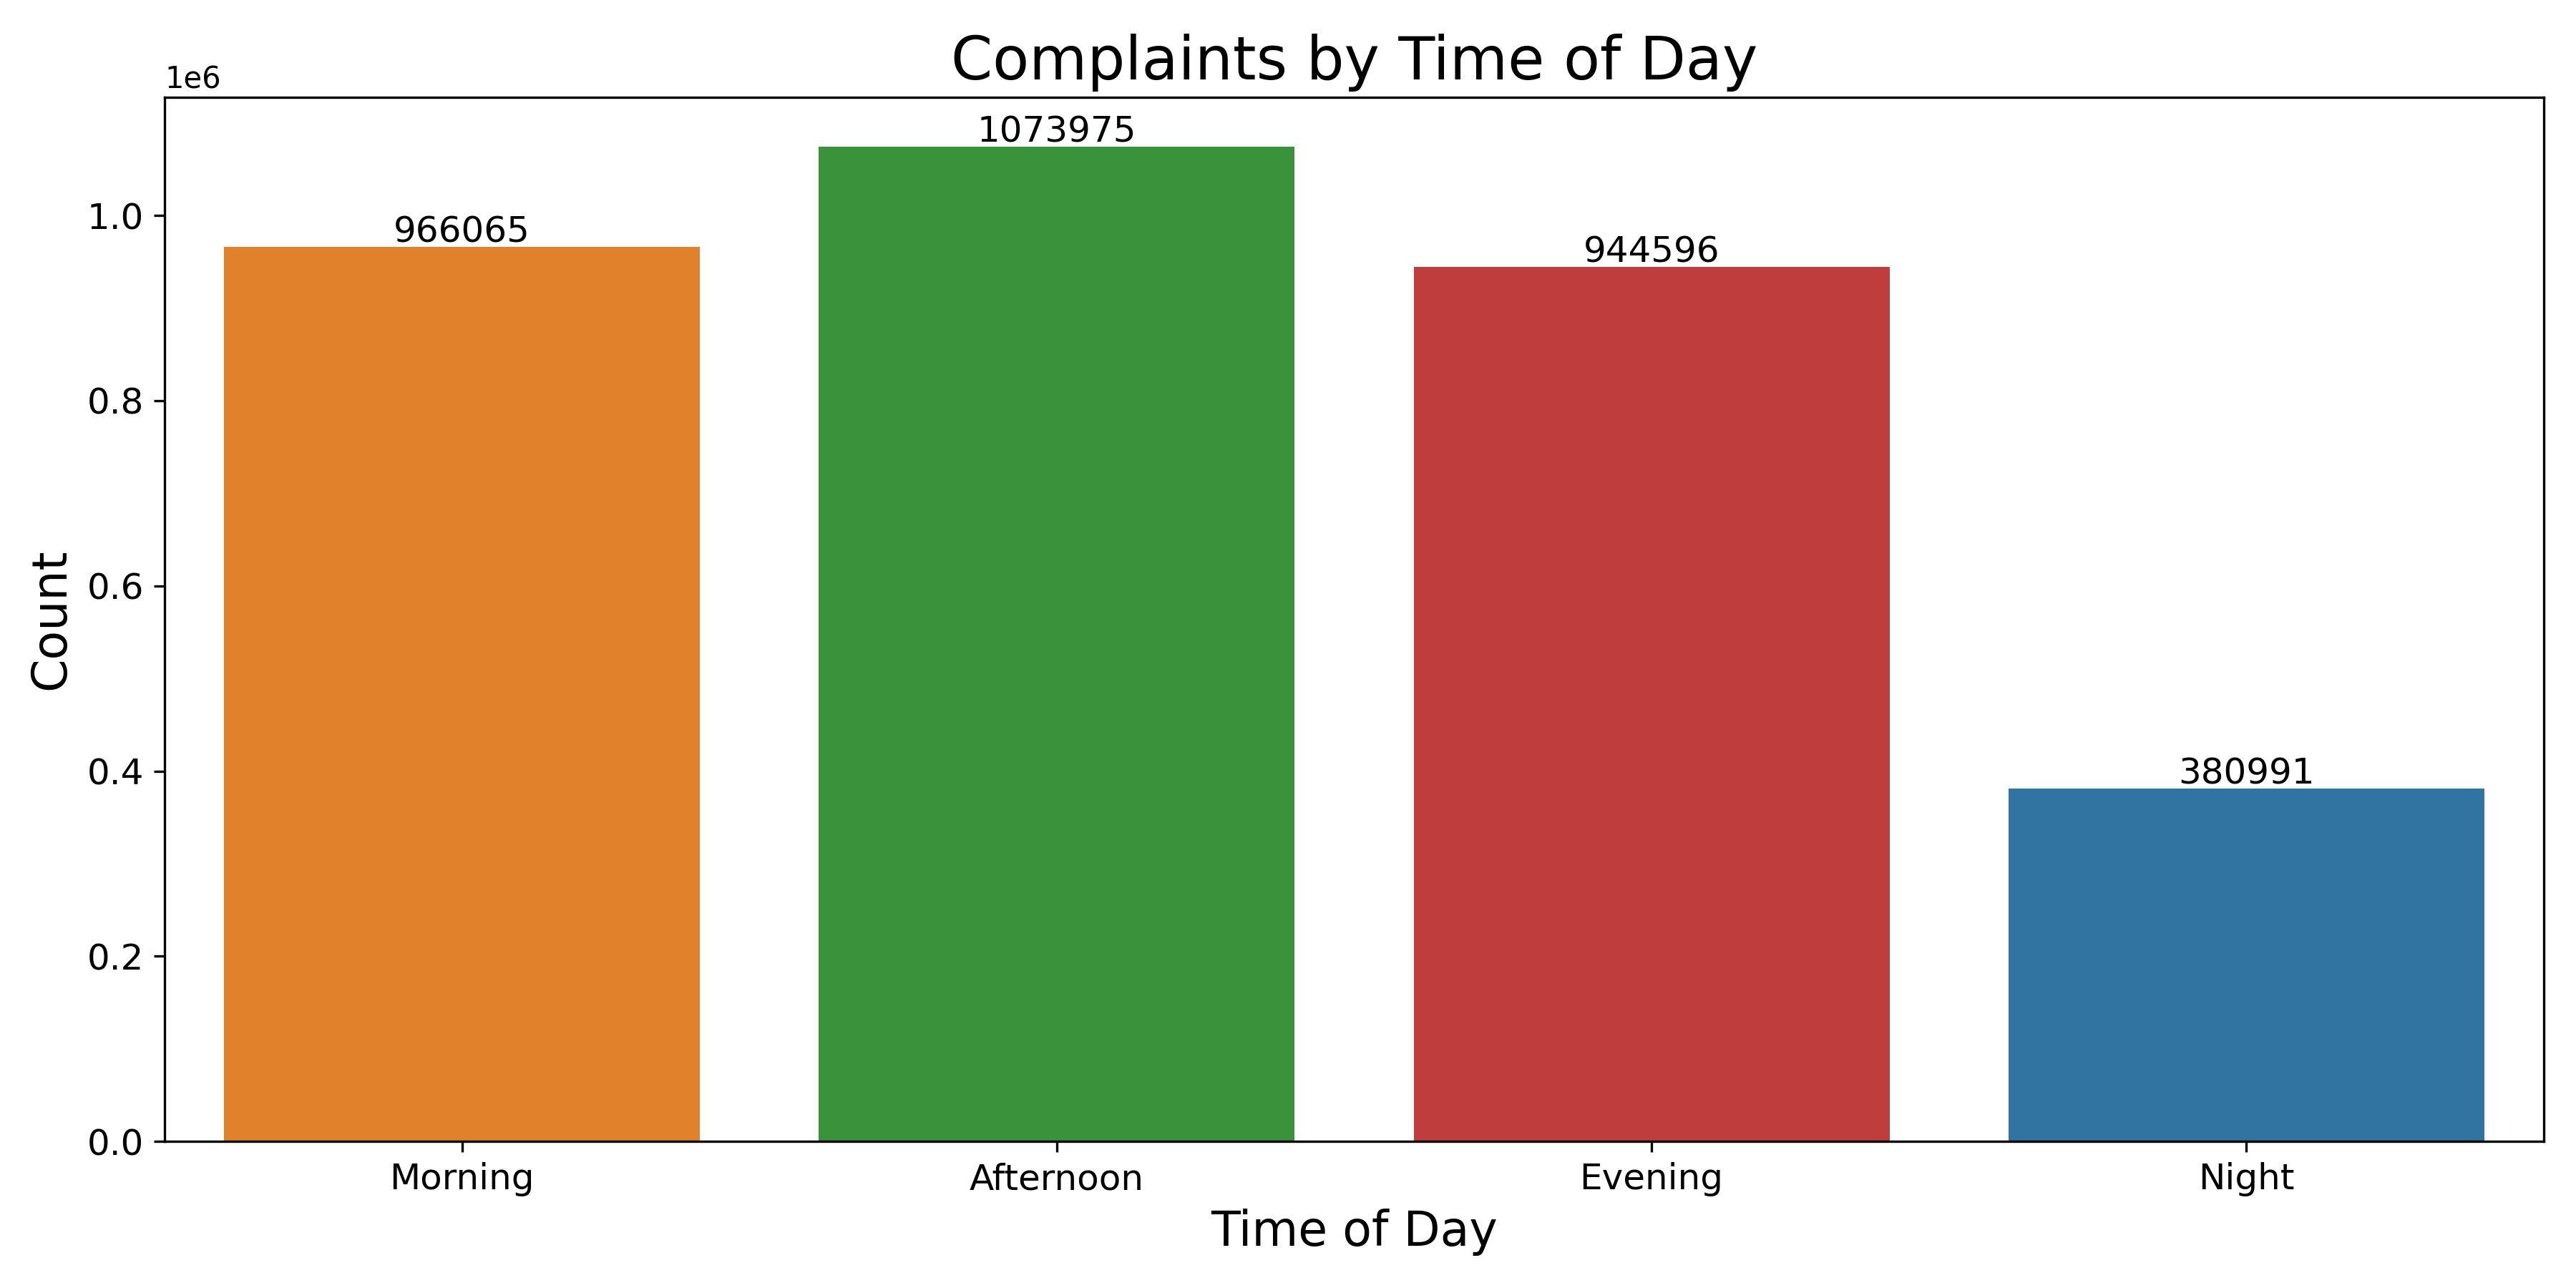 Complaints by Time of Day
1e6
1073975
966065
944596
380991
1.0
0.8
0.6
0.4
0.2
0.0
Count
Morning
Afternoon
Evening
Night
Time of Day